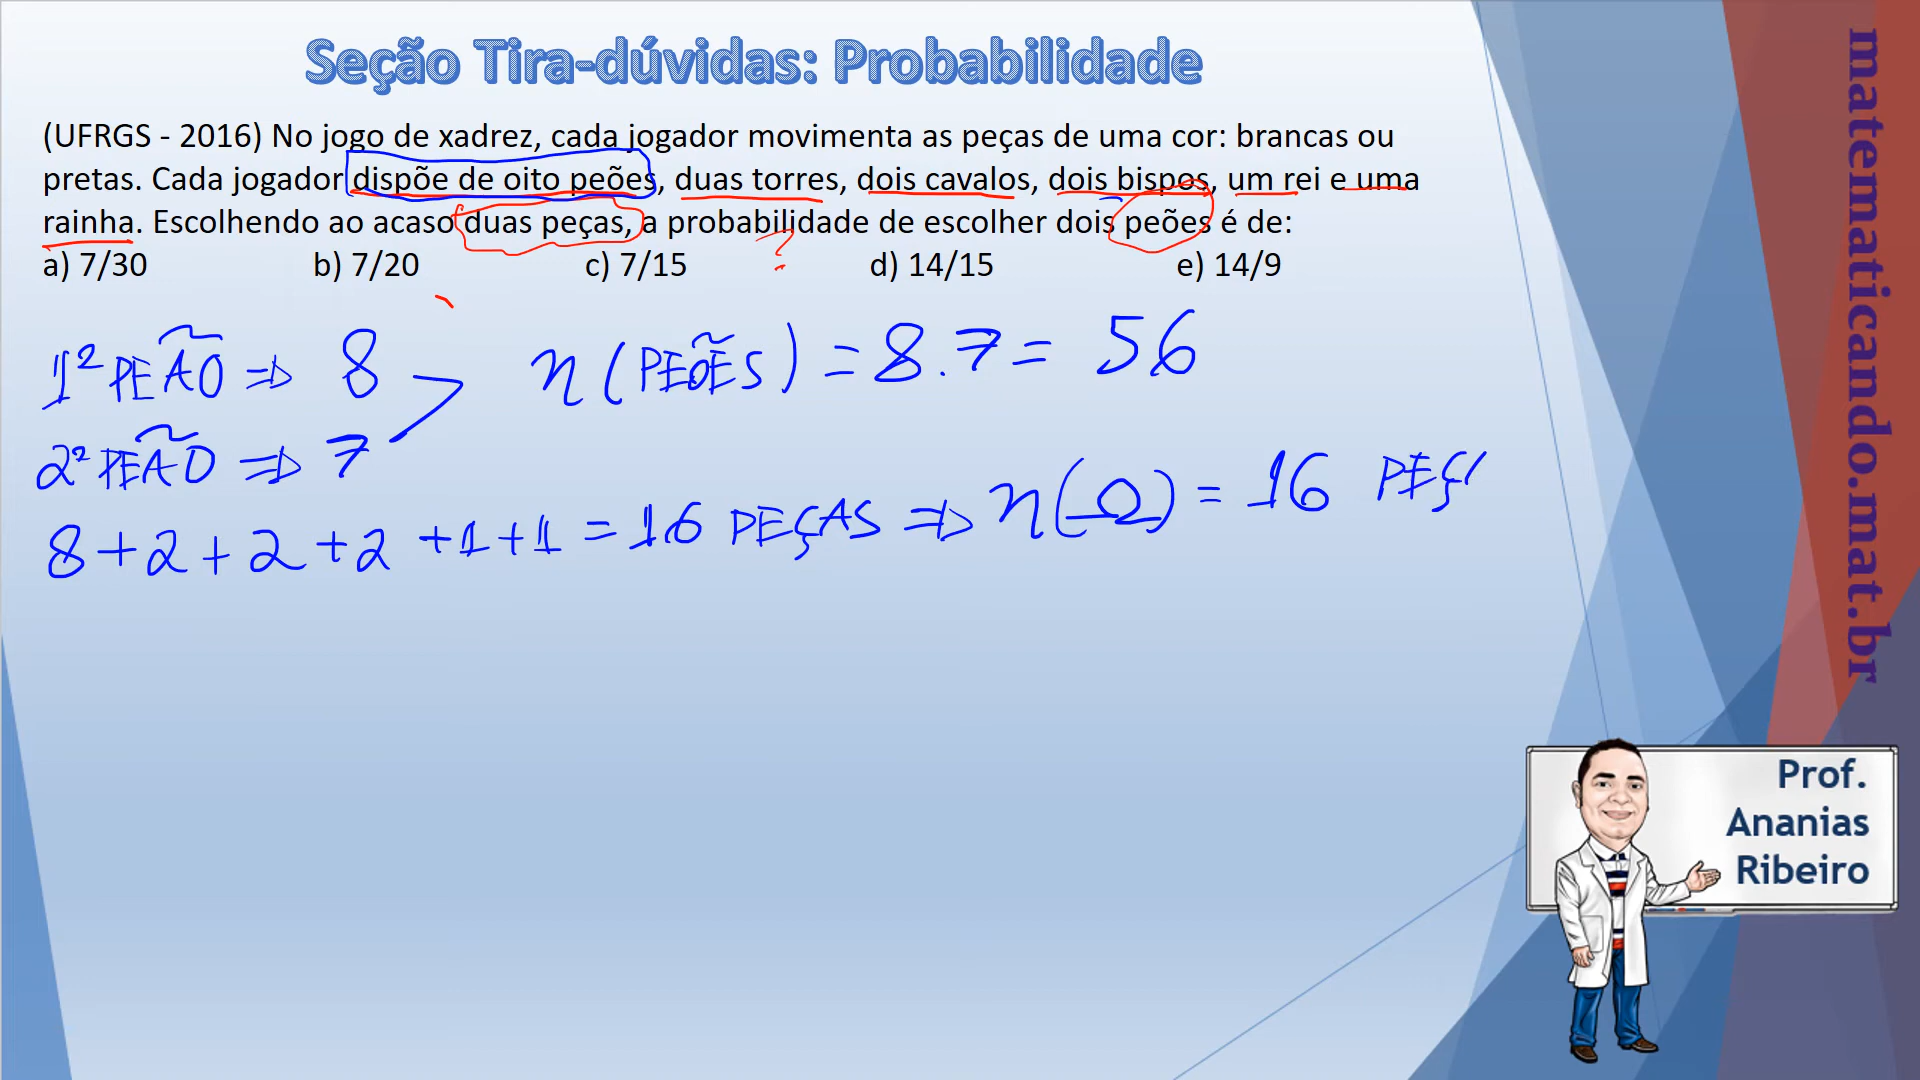 Seção Tira-dúvidas: Probabilidade
(UFRGS - 2016) No jogo de xadrez, cada jogador movimenta as peças de uma cor: brancas ou
pretas. Cada jogador dispõe de oito peões, duas torres, dois cavalos, dois bispos, um rei e uma
rainha. Escolhendo ao acaso duas peças, a probabilidade de escolher dois peões é de:
a) 7/30 b) 7/20 c) 7/15 d) 14/15 e) 14/9
?
1º PEÃO ⇒ 8
n(PEÕES) = 8.7 = 56
2º PEÃO ⇒ 7
8+2+2+2+1+1 = 16 PEÇAS ⇒ n(Ω) = 16 PEÇ
matematicando.mat.br
Prof.
Ananias
Ribeiro